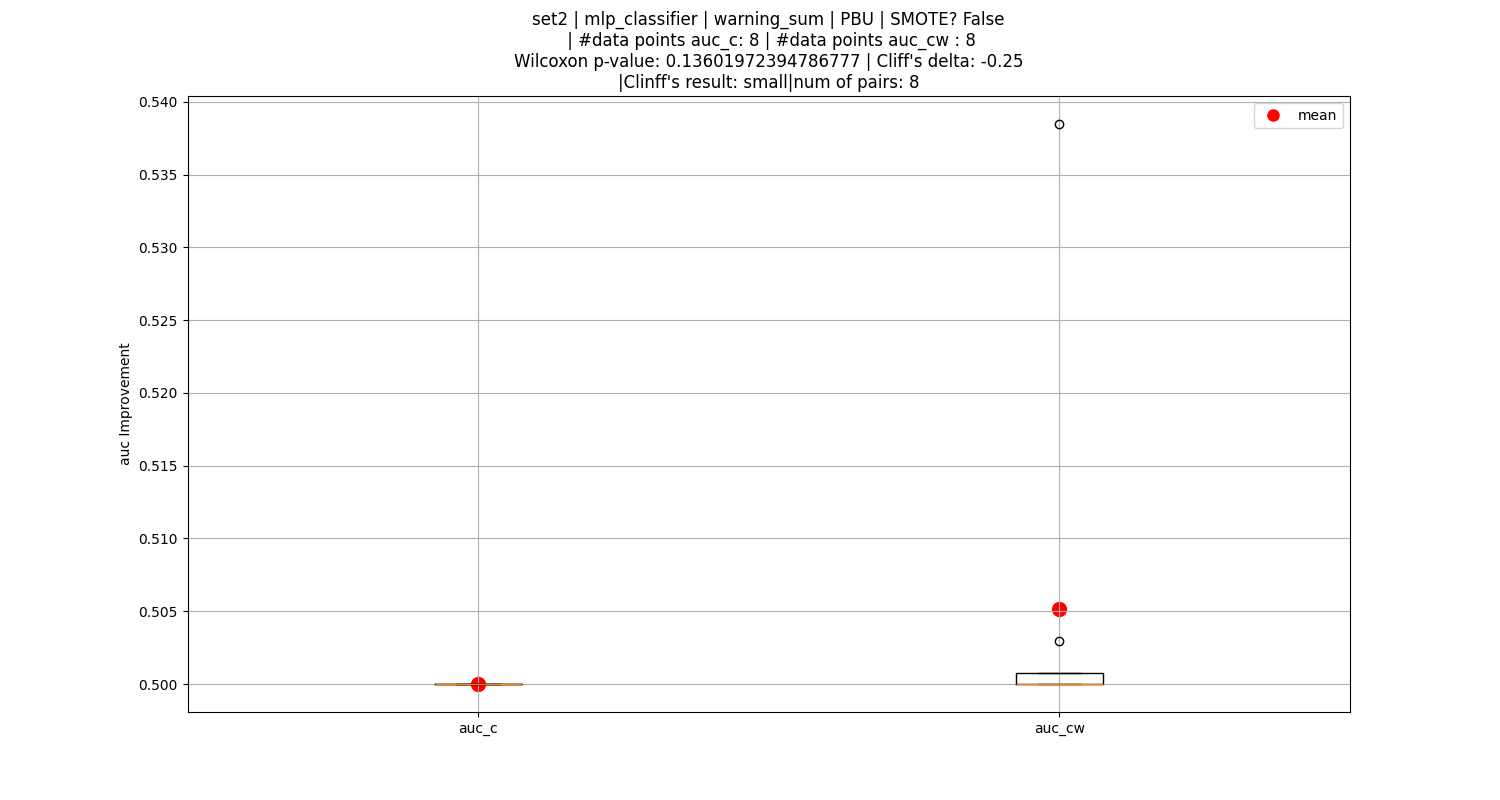 set2 | mlp_classifier | warning_sum | PBU | SMOTE? False
| #data points auc_c: 8 | #data points auc_cw : 8
Wilcoxon p-value: 0.13601972394786777 | Cliff's delta: -0.25
|Clinff's result: small|num of pairs: 8
0.540
mean
0.535
0.530
0.525
0.520
auc Improvement
0.515
0.510
0.505
0.500
auc_c
auc_cw